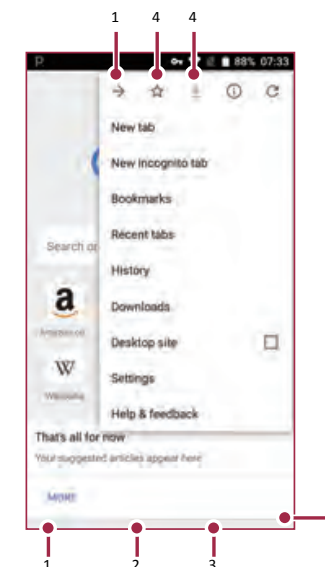 1 4 4
88% 07:33
New tab
New incognito tab
Bookmarks
Recent tabs
Search or
History
a
Downloads
Desktop site
W
Settings
Help & feedback
That's all for now
Your suggested articles appear here
MORE
1 2 3